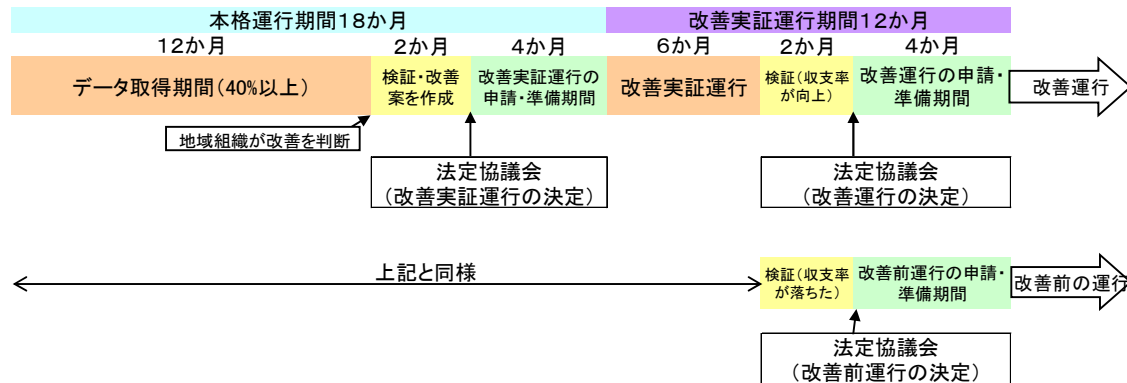 本格運行期間18か月
改善実証運行期間12か月
12か月
2か月
4か月
6か月
2か月
4か月
データ取得期間(40%以上)
検証・改善
案を作成
改善実証運行の
申請・準備期間
改善実証運行
検証(収支率
が向上)
改善運行の申請・
準備期間
改善運行
地域組織が改善を判断
法定協議会
(改善実証運行の決定)
法定協議会
(改善運行の決定)
上記と同様
検証(収支率
が落ちた)
改善前運行の申請・
準備期間
改善前の運行
法定協議会
(改善前運行の決定)